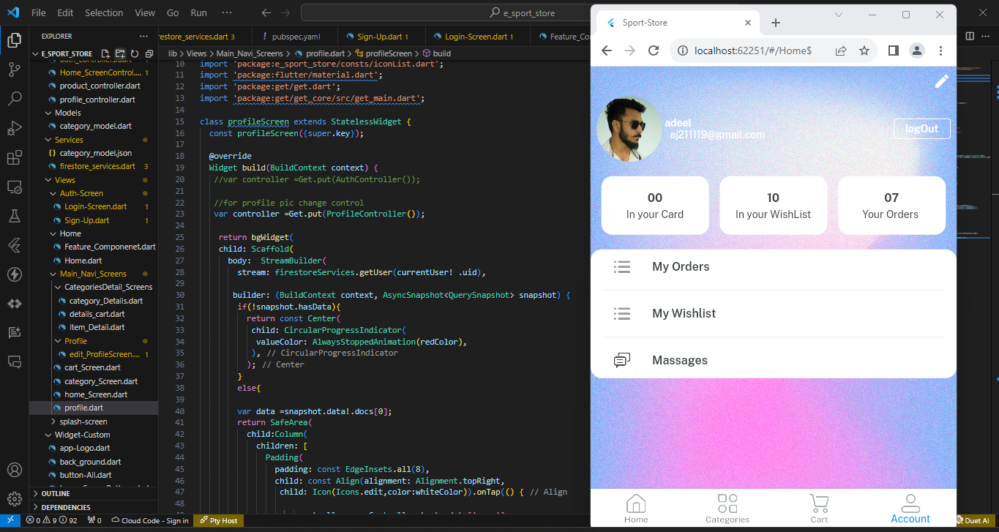 File Edit Selection View Go Run ··· e_sport_store
EXPLORER ···
E_SPORT_STORE
Home_ScreenControl.... 1
product_controller.dart
profile_controller.dart
Models
category_model.dart
Services
category_model.json
firestore_services.dart 3
Views
Auth-Screen
Login-Screen.dart 1
Sign-Up.dart 1
Home
Feature_Componenet.dart
Home.dart
Main_Navi_Screens
CategoriesDetail_Screens
category_Details.dart
details_cart.dart
item_Detail.dart
Profile
edit_ProfileScreen.... 1
cart_Screen.dart
category_Screen.dart
home_Screen.dart
profile.dart
splash-screen
Widget-Custom
app-Logo.dart
back_ground.dart
button-All.dart
OUTLINE
DEPENDENCIES
restore_services.dart 3 ! pubspec.yaml Sign-Up.dart 1 Login-Screen.dart 1 Feature_Co
lib > Views > Main_Navi_Screens > profile.dart > profileScreen > build
10 import 'package:e_sport_store/consts/iconList.dart';
11 import 'package:flutter/material.dart';
12 import 'package:get/get.dart';
13 import 'package:get/get_core/src/get_main.dart';
14
15 class profileScreen extends StatelessWidget {
16 const profileScreen({super.key});
17
18 @override
19 Widget build(BuildContext context) {
20 //var controller =Get.put(AuthController());
21
22 //for profile pic change control
23 var controller =Get.put(ProfileController());
24
25 return bgWidget(
26 child: Scaffold(
27 body: StreamBuilder(
28 stream: firestoreServices.getUser(currentUser! .uid),
29
30 builder: (BuildContext context, AsyncSnapshot<QuerySnapshot> snapshot) {
31 if(!snapshot.hasData){
32 return const Center(
33 child: CircularProgressIndicator(
34 valueColor: AlwaysStoppedAnimation(redColor),
35 ), // CircularProgressIndicator
36 ); // Center
37 }
38 else{
39
40 var data =snapshot.data!.docs[0];
41 return SafeArea(
42 child:Column(
43 children: [
44 Padding(
45 padding: const EdgeInsets.all(8),
46 child: const Align(alignment: Alignment.topRight,
47 child: Icon(Icons.edit,color:whiteColor)).onTap(() { // Align
48
Sport-Store
localhost:62251/#/Home$
adeel
aj211119@gmail.com
logOut
00 10 07
In your Card In your WishList Your Orders
My Orders
My Wishlist
Massages
Home Categories Cart Account
0 9 92 0 Cloud Code - Sign in Pty Host Duet AI